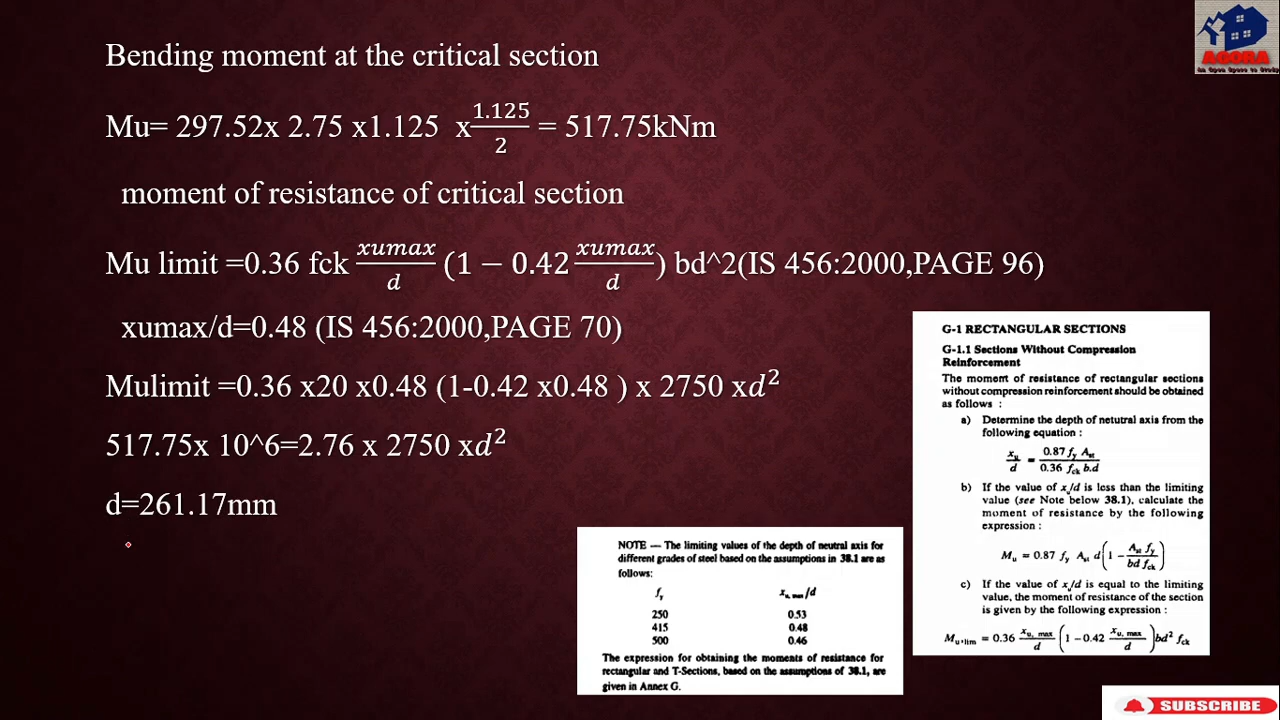 Bending moment at the critical section
Mu= 297.52x 2.75 x1.125 x 1.125/2 = 517.75kNm
moment of resistance of critical section
Mu limit =0.36 fck xumax/d (1 − 0.42 xumax/d) bd^2(IS 456:2000,PAGE 96)
xumax/d=0.48 (IS 456:2000,PAGE 70)
Mulimit =0.36 x20 x0.48 (1-0.42 x0.48 ) x 2750 xd²
517.75x 10^6=2.76 x 2750 xd²
d=261.17mm
AGORA
An Open Space to Study
G-1 RECTANGULAR SECTIONS
G-1.1 Sections Without Compression
Reinforcement
The moment of resistance of rectangular sections
without compression reinforcement should be obtained
as follows :
a) Determine the depth of netutral axis from the
following equation :
xu/d = 0.87 fy Ast / 0.36 fck b.d
b) If the value of xu/d is less than the limiting
value (see Note below 38.1), calculate the
moment of resistance by the following
expression :
Mu = 0.87 fy Ast d(1 − Ast fy / bd fck)
c) If the value of xu/d is equal to the limiting
value, the moment of resistance of the section
is given by the following expression :
Mu,lim = 0.36 xu, max/d (1 − 0.42 xu, max/d) bd² fck
NOTE — The limiting values of the depth of neutral axis for
different grades of steel based on the assumptions in 38.1 are as
follows:
fy xu, max/d
250 0.53
415 0.48
500 0.46
The expression for obtaining the moments of resistance for
rectangular and T-Sections, based on the assumptions of 38.1, are
given in Annex G.
SUBSCRIBE